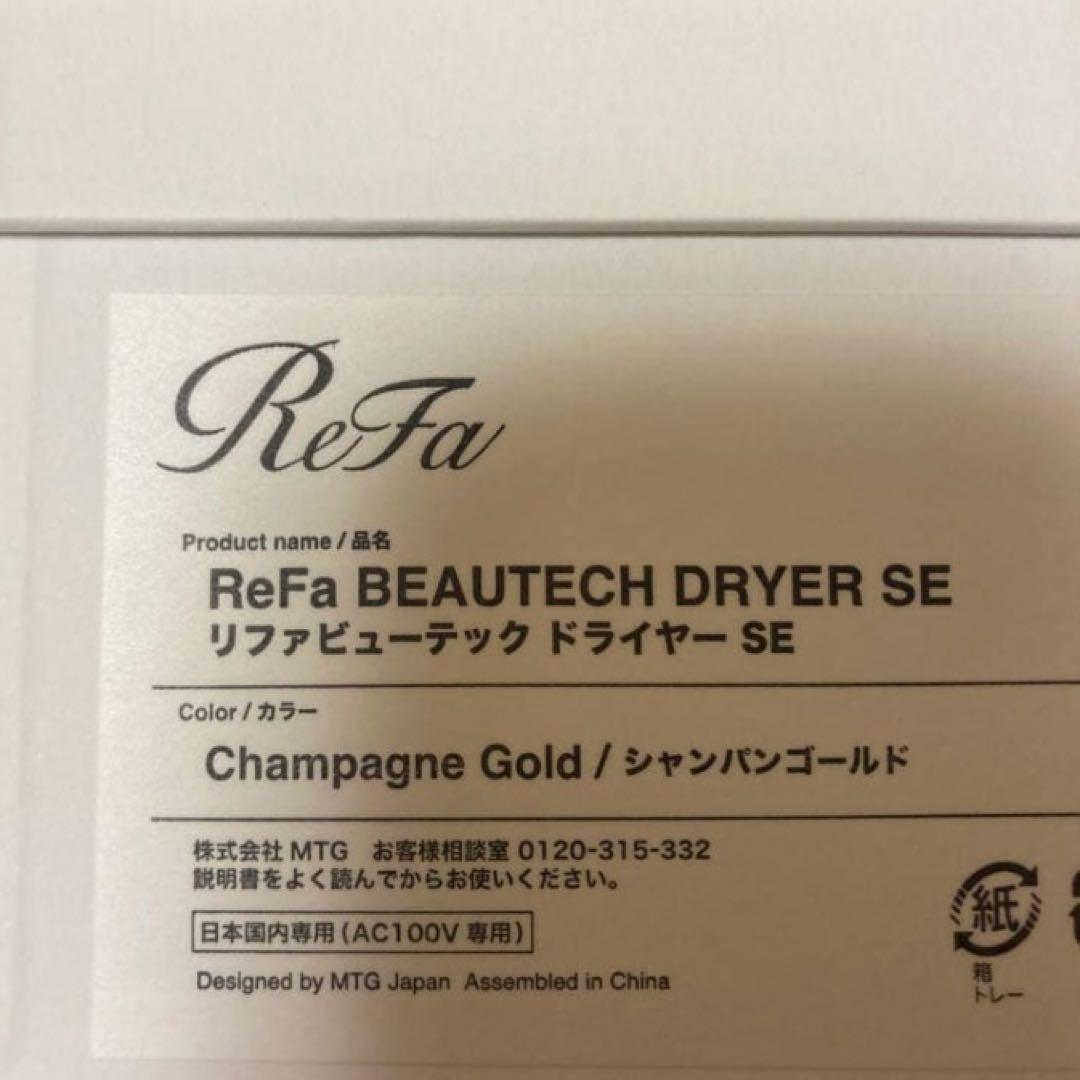 ReFa
Product name / 品名
ReFa BEAUTECH DRYER SE
リファビューテック ドライヤー SE
Color / カラー
Champagne Gold / シャンパンゴールド
株式会社 MTG　お客様相談室 0120-315-332
説明書をよく読んでからお使いください。
日本国内専用 (AC100V 専用)
Designed by MTG Japan Assembled in China
紙
箱
トレー